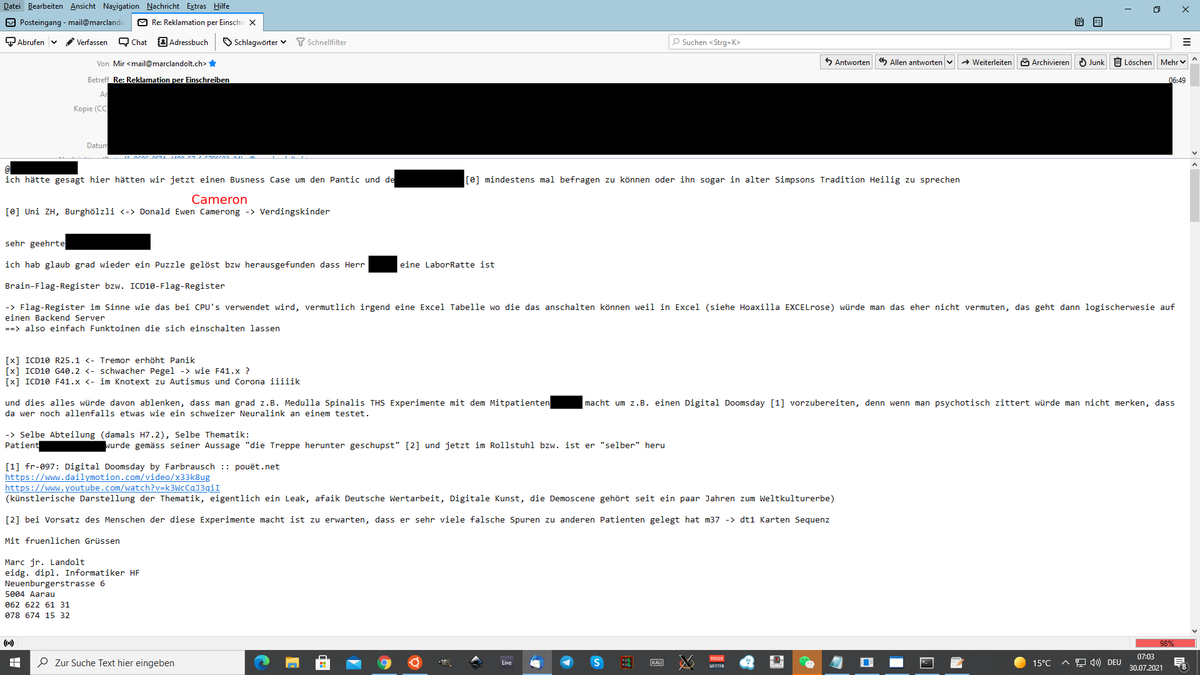 Datei Bearbeiten Ansicht Navigation Nachricht Extras Hilfe
Posteingang - mail@marcland Re: Reklamation per Einschr
Abrufen Verfassen Chat Adressbuch Schlagwörter Schnellfilter Suchen <Strg+K>
Von Mir <mail@marclandolt.ch> Antworten Allen antworten Weiterleiten Archivieren Junk Löschen Mehr
Betreff Re: Reklamation per Einschreiben 06:49
An
Kopie (CC
Datum
@
ich hätte gesagt hier hätten wir jetzt einen Busness Case um den Pantic und de [0] mindestens mal befragen zu können oder ihn sogar in alter Simpsons Tradition Heilig zu sprechen
Cameron
[0] Uni ZH, Burghölzli <-> Donald Ewen Camerong -> Verdingskinder
sehr geehrte
ich hab glaub grad wieder ein Puzzle gelöst bzw herausgefunden dass Herr eine LaborRatte ist
Brain-Flag-Register bzw. ICD10-Flag-Register
-> Flag-Register im Sinne wie das bei CPU's verwendet wird, vermutlich irgend eine Excel Tabelle wo die das anschalten können weil in Excel (siehe Hoaxilla EXCELrose) würde man das eher nicht vermuten, das geht dann logischerwesie auf
einen Backend Server
==> also einfach Funktoinen die sich einschalten lassen
[x] ICD10 R25.1 <- Tremor erhöht Panik
[x] ICD10 G40.2 <- schwacher Pegel -> wie F41.x ?
[x] ICD10 F41.x <- im Knotext zu Autismus und Corona iiiiik
und dies alles würde davon ablenken, dass man grad z.B. Medulla Spinalis THS Experimente mit dem Mitpatienten macht um z.B. einen Digital Doomsday [1] vorzubereiten, denn wenn man psychotisch zittert würde man nicht merken, dass
da wer noch allenfalls etwas wie ein schweizer Neuralink an einem testet.
-> Selbe Abteilung (damals H7.2), Selbe Thematik:
Patient wurde gemäss seiner Aussage "die Treppe herunter geschupst" [2] und jetzt im Rollstuhl bzw. ist er "selber" heru
[1] fr-097: Digital Doomsday by Farbrausch :: pouët.net
https://www.dailymotion.com/video/x33k8ug
https://www.youtube.com/watch?v=k3WcCqJ3qiI
(künstlerische Darstellung der Thematik, eigentlich ein Leak, afaik Deutsche Wertarbeit, Digitale Kunst, die Demoscene gehört seit ein paar Jahren zum Weltkulturerbe)
[2] bei Vorsatz des Menschen der diese Experimente macht ist zu erwarten, dass er sehr viele falsche Spuren zu anderen Patienten gelegt hat m37 -> dt1 Karten Sequenz
Mit fruenlichen Grüssen
Marc jr. Landolt
eidg. dipl. Informatiker HF
Neuenburgerstrasse 6
5004 Aarau
062 622 61 31
078 674 15 32
98%
Zur Suche Text hier eingeben Live KALI 15°C DEU 07:03
30.07.2021 8